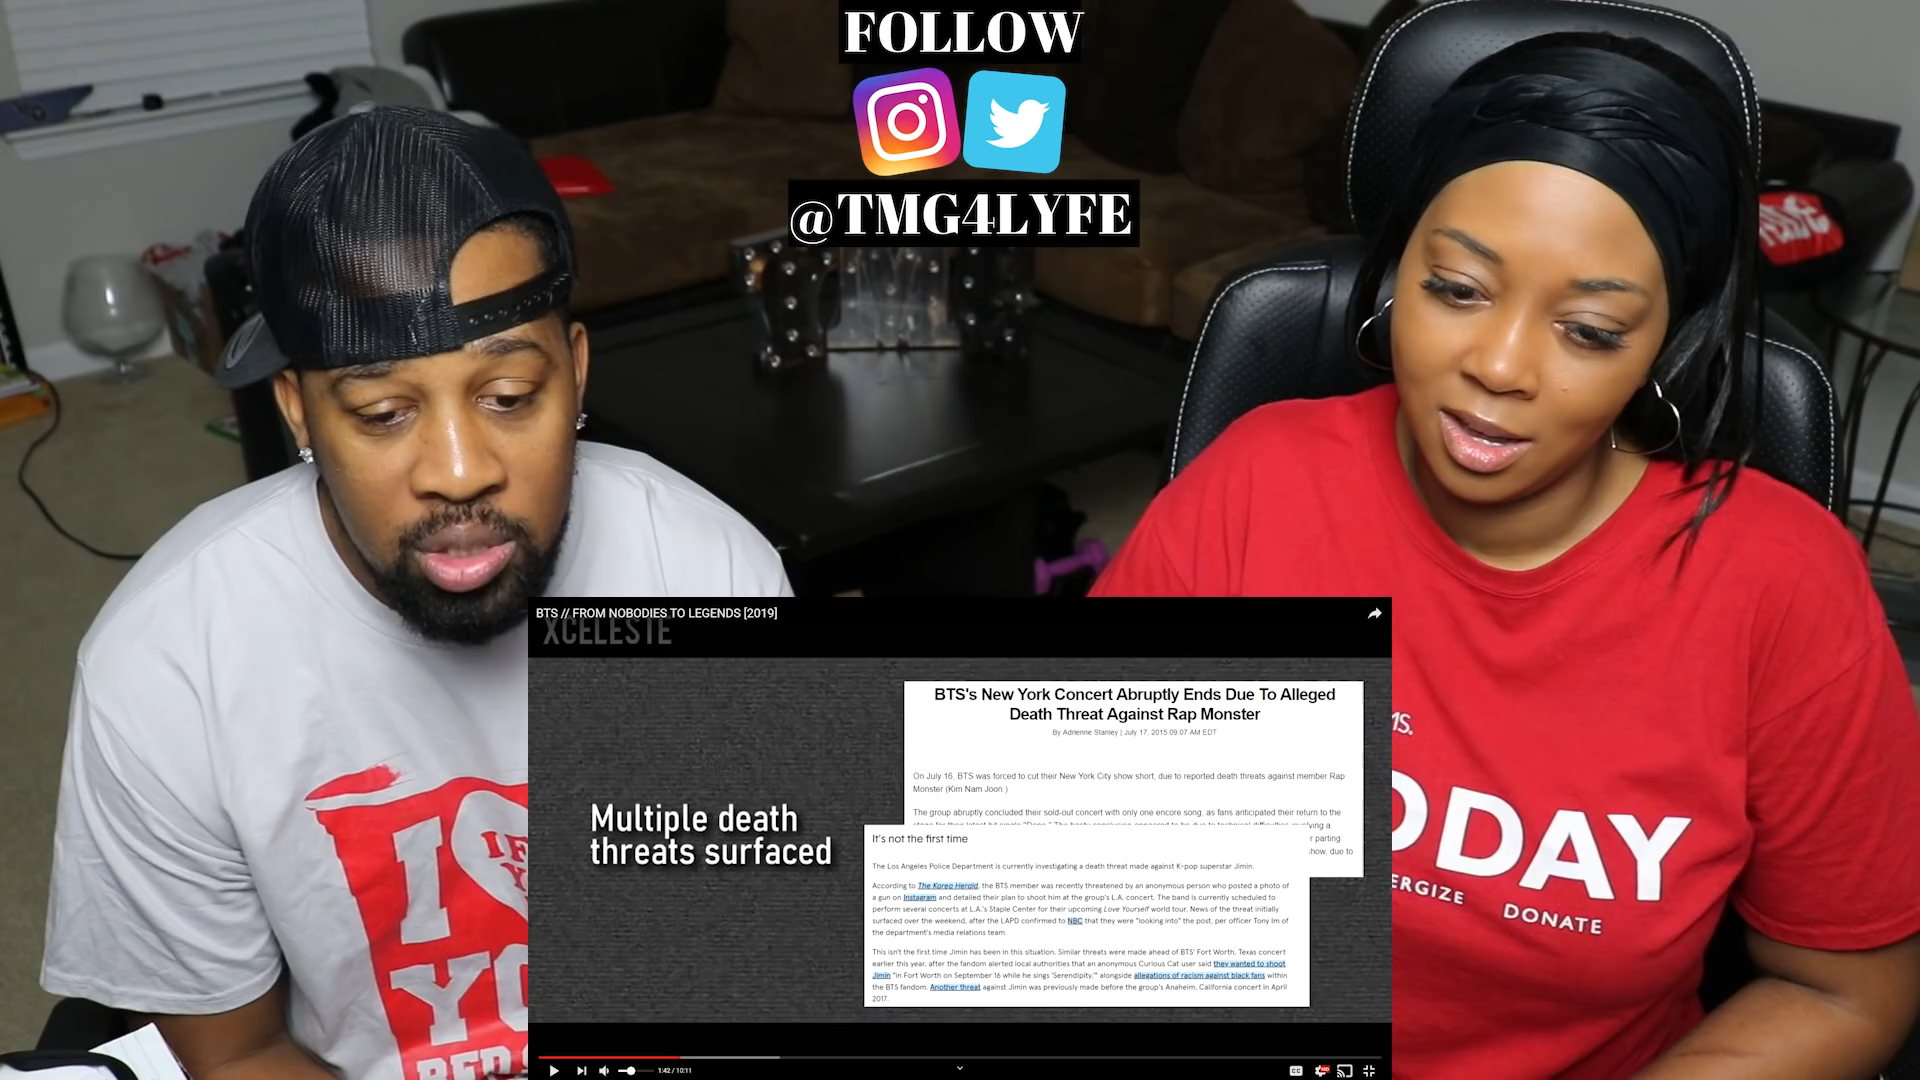 FOLLOW
@TMG4LYFE
BTS // FROM NOBODIES TO LEGENDS [2019]
XCELESTE
BTS's New York Concert Abruptly Ends Due To Alleged
Death Threat Against Rap Monster
By Adrienne Stanley | July 17, 2015 09:07 AM EDT
On July 16, BTS was forced to cut their New York City show short, due to reported death threats against member Rap
Monster (Kim Nam Joon )
The group abruptly concluded their sold-out concert with only one encore song, as fans anticipated their return to the
parting
show, due to
Multiple death
threats surfaced
It's not the first time
The Los Angeles Police Department is currently investigating a death threat made against K-pop superstar Jimin.
According to The Korea Herald, the BTS member was recently threatened by an anonymous person who posted a photo of
a gun on Instagram and detailed their plan to shoot him at the group's L.A. concert. The band is currently scheduled to
perform several concerts at L.A.'s Staple Center for their upcoming Love Yourself world tour. News of the threat initially
surfaced over the weekend, after the LAPD confirmed to NBC that they were "looking into" the post, per officer Tony Im of
the department's media relations team.
This isn't the first time Jimin has been in this situation. Similar threats were made ahead of BTS' Fort Worth, Texas concert
earlier this year, after the fandom alerted local authorities that an anonymous Curious Cat user said they wanted to shoot
Jimin "in Fort Worth on September 16 while he sings 'Serendipity,'" alongside allegations of racism against black fans within
the BTS fandom. Another threat against Jimin was previously made before the group's Anaheim, California concert in April
2017.
1:42 / 10:11
CC
HD
I
YO
RED
MS.
ODAY
ERGIZE
DONATE